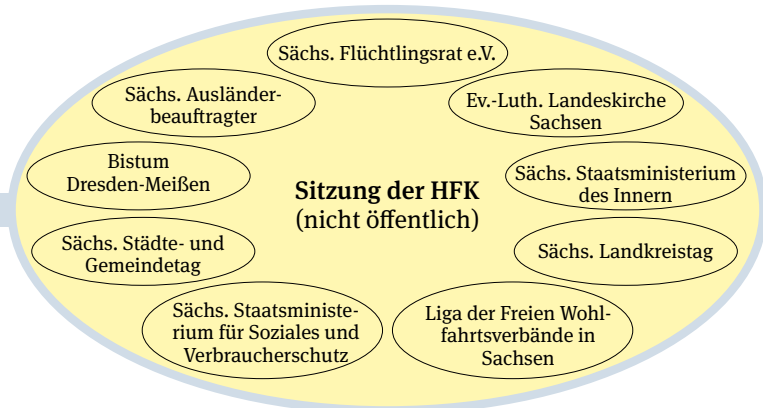 Sächs. Flüchtlingsrat e.V.
Sächs. Ausländer-
beauftragter
Ev.-Luth. Landeskirche
Sachsen
Bistum
Dresden-Meißen
Sitzung der HFK
(nicht öffentlich)
Sächs. Staatsministerium
des Innern
Sächs. Städte- und
Gemeindetag
Sächs. Landkreistag
Sächs. Staatsministe-
rium für Soziales und
Verbraucherschutz
Liga der Freien Wohl-
fahrtsverbände in
Sachsen